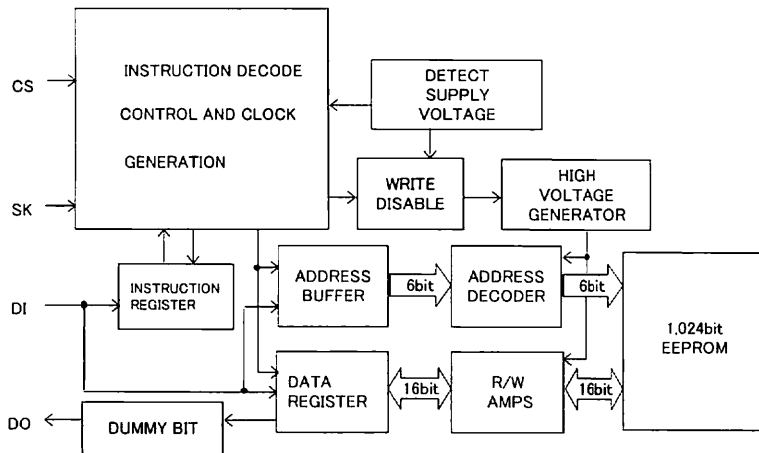 CS
SK
DI
DO
INSTRUCTION DECODE
CONTROL AND CLOCK
GENERATION
DETECT
SUPPLY
VOLTAGE
WRITE
DISABLE
HIGH
VOLTAGE
GENERATOR
INSTRUCTION
REGISTER
ADDRESS
BUFFER
6bit
ADDRESS
DECODER
6bit
1,024bit
EEPROM
DATA
REGISTER
16bit
R/W
AMPS
16bit
DUMMY BIT